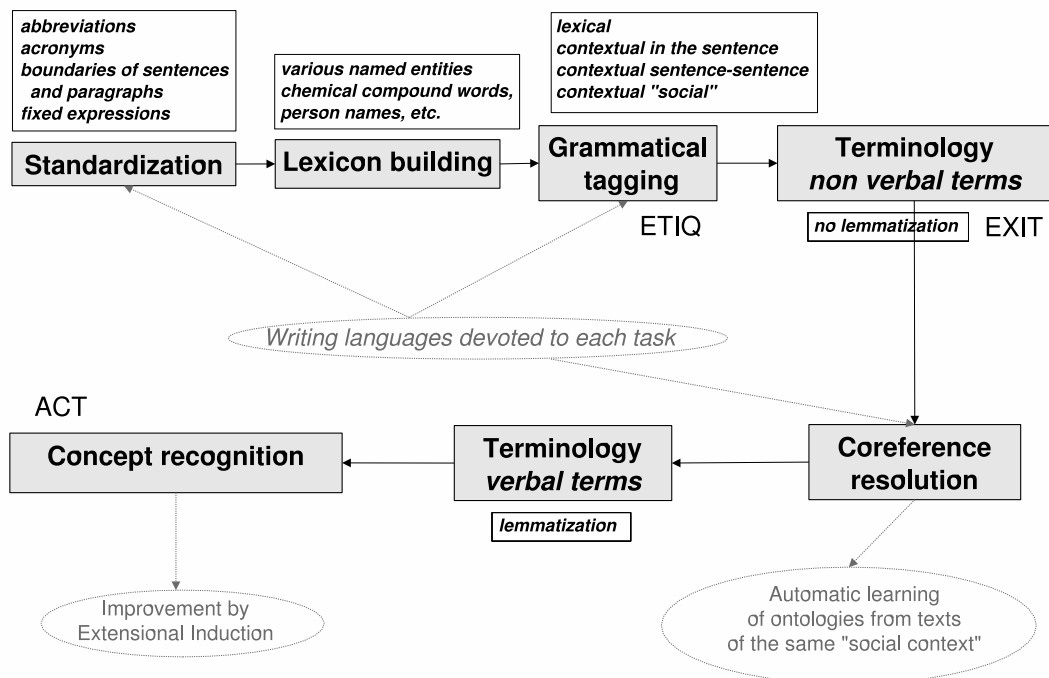 abbreviations
acronyms
boundaries of sentences
and paragraphs
fixed expressions
various named entities
chemical compound words,
person names, etc.
lexical
contextual in the sentence
contextual sentence-sentence
contextual "social"
Standardization
Lexicon building
Grammatical
tagging
Terminology
non verbal terms
ETIQ
no lemmatization
EXIT
Writing languages devoted to each task
ACT
Concept recognition
Terminology
verbal terms
Coreference
resolution
lemmatization
Improvement by
Extensional Induction
Automatic learning
of ontologies from texts
of the same "social context"